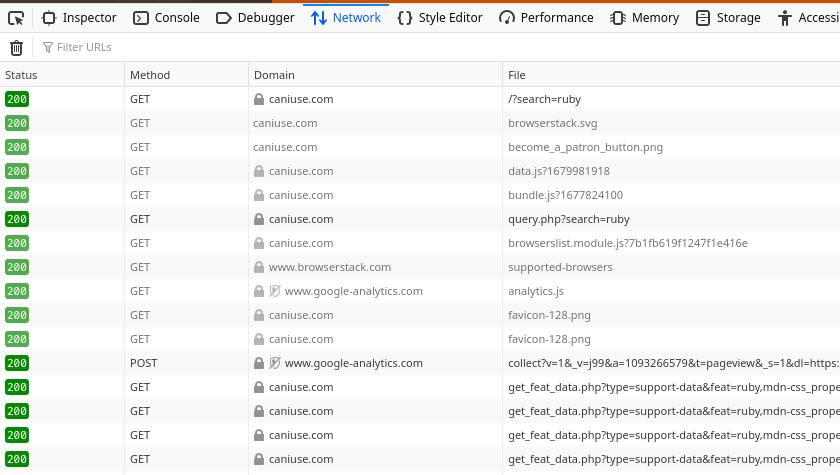 Inspector Console Debugger Network Style Editor Performance Memory Storage Accessi
Filter URLs
Status Method Domain File
200 GET caniuse.com /?search=ruby
200 GET caniuse.com browserstack.svg
200 GET caniuse.com become_a_patron_button.png
200 GET caniuse.com data.js?1679981918
200 GET caniuse.com bundle.js?1677824100
200 GET caniuse.com query.php?search=ruby
200 GET caniuse.com browserslist.module.js?7b1fb619f1247f1e416e
200 GET www.browserstack.com supported-browsers
200 GET www.google-analytics.com analytics.js
200 GET caniuse.com favicon-128.png
200 GET caniuse.com favicon-128.png
200 POST www.google-analytics.com collect?v=1&_v=j99&a=1093266579&t=pageview&_s=1&dl=https:
200 GET caniuse.com get_feat_data.php?type=support-data&feat=ruby,mdn-css_prope
200 GET caniuse.com get_feat_data.php?type=support-data&feat=ruby,mdn-css_prope
200 GET caniuse.com get_feat_data.php?type=support-data&feat=ruby,mdn-css_prope
200 GET caniuse.com get_feat_data.php?type=support-data&feat=ruby,mdn-css_prope